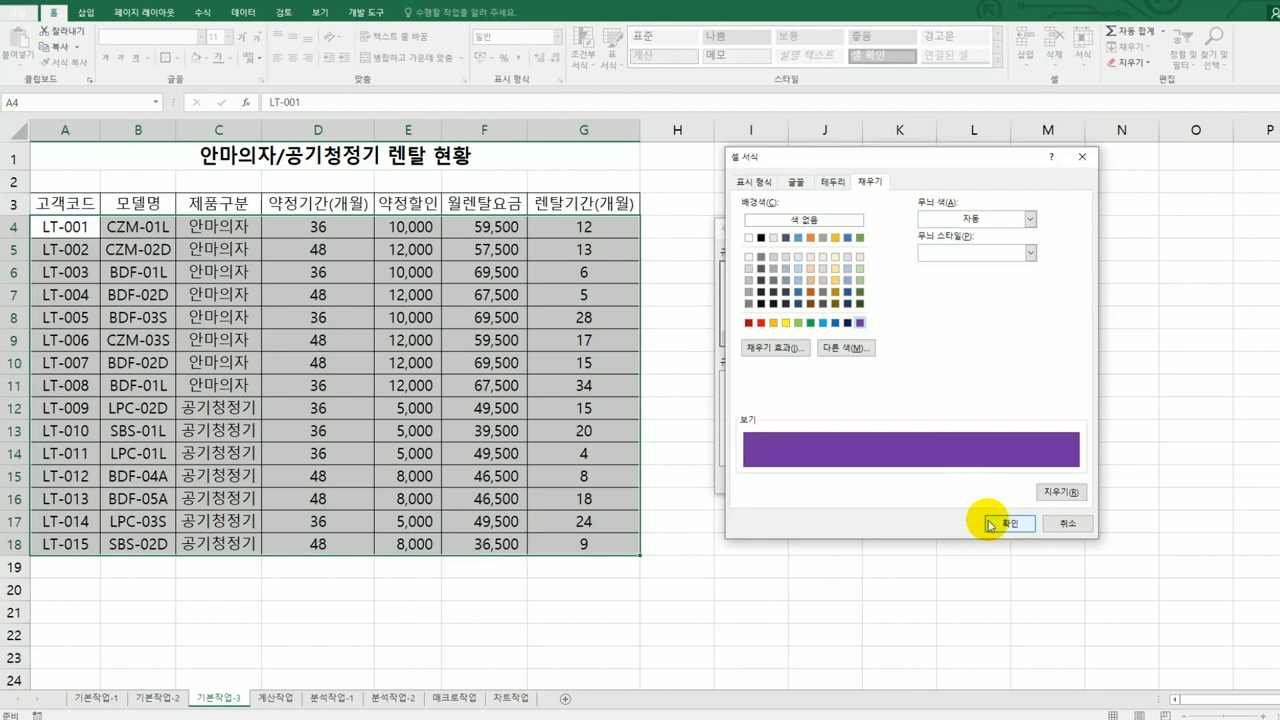 홈 삽입 페이지 레이아웃 수식 데이터 검토 보기 개발 도구 수행할 작업을 알려 주세요.
잘라내기
복사
서식 복사
붙여넣기
클립보드
11
글꼴
텍스트 줄 바꿈
병합하고 가운데 맞춤
맞춤
일반
표시 형식
조건부 서식
표 서식
표준 나쁨 보통 좋음 경고문
계산 메모 설명 텍스트 셀 확인 연결된 셀
스타일
삽입 삭제 서식
셀
자동 합계
채우기
지우기
정렬 및 필터
찾기 및 선택
편집
A4 LT-001
A B C D E F G H I J K L M N O P
1 안마의자/공기청정기 렌탈 현황
2
3 고객코드 모델명 제품구분 약정기간(개월) 약정할인 월렌탈요금 렌탈기간(개월)
4 LT-001 CZM-01L 안마의자 36 10,000 59,500 12
5 LT-002 CZM-02D 안마의자 48 12,000 57,500 13
6 LT-003 BDF-01L 안마의자 36 10,000 69,500 6
7 LT-004 BDF-02D 안마의자 48 12,000 67,500 5
8 LT-005 BDF-03S 안마의자 36 10,000 69,500 28
9 LT-006 CZM-03S 안마의자 48 12,000 69,500 17
10 LT-007 BDF-02D 안마의자 48 12,000 69,500 15
11 LT-008 BDF-01L 안마의자 36 12,000 67,500 34
12 LT-009 LPC-02D 공기청정기 36 5,000 49,500 15
13 LT-010 SBS-01L 공기청정기 36 5,000 39,500 20
14 LT-011 LPC-01L 공기청정기 36 5,000 49,500 4
15 LT-012 BDF-04A 공기청정기 48 8,000 46,500 8
16 LT-013 BDF-05A 공기청정기 48 8,000 46,500 18
17 LT-014 LPC-03S 공기청정기 36 5,000 49,500 24
18 LT-015 SBS-02D 공기청정기 48 8,000 36,500 9
19
20
21
22
23
24
셀 서식
표시 형식 글꼴 테두리 채우기
배경색(C):
색 없음
무늬 색(A):
자동
무늬 스타일(P):
채우기 효과(I)... 다른 색(M)...
보기
지우기(R)
확인 취소
기본작업-1 기본작업-2 기본작업-3 계산작업 분석작업-1 분석작업-2 매크로작업 차트작업
준비